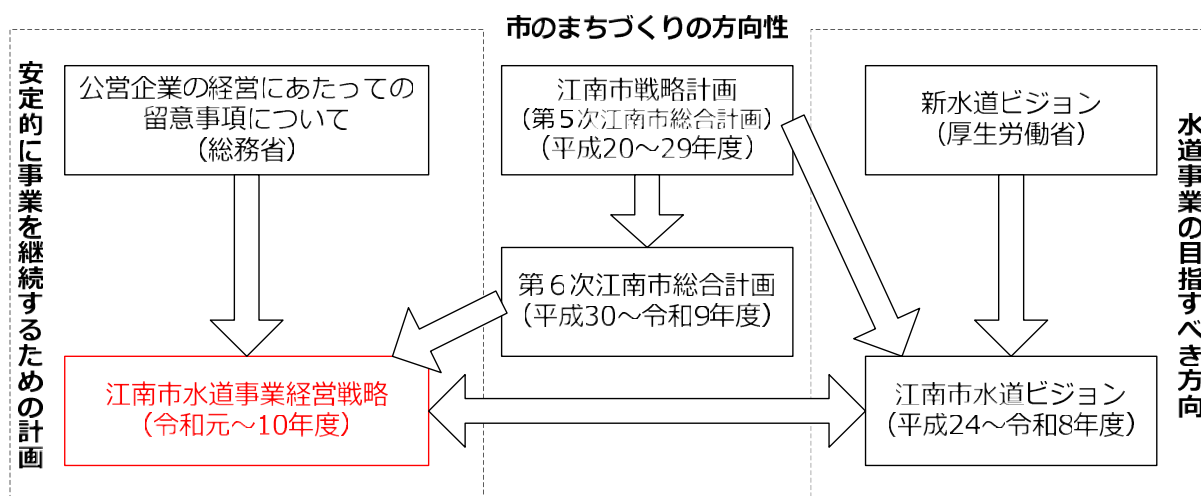 市のまちづくりの方向性
安定的に事業を継続するための計画
公営企業の経営にあたっての
留意事項について
（総務省）
江南市戦略計画
（第５次江南市総合計画）
（平成20～29年度）
新水道ビジョン
（厚生労働省）
水道事業の目指すべき方向
第６次江南市総合計画
（平成30～令和9年度）
江南市水道事業経営戦略
（令和元～10年度）
江南市水道ビジョン
（平成24～令和8年度）